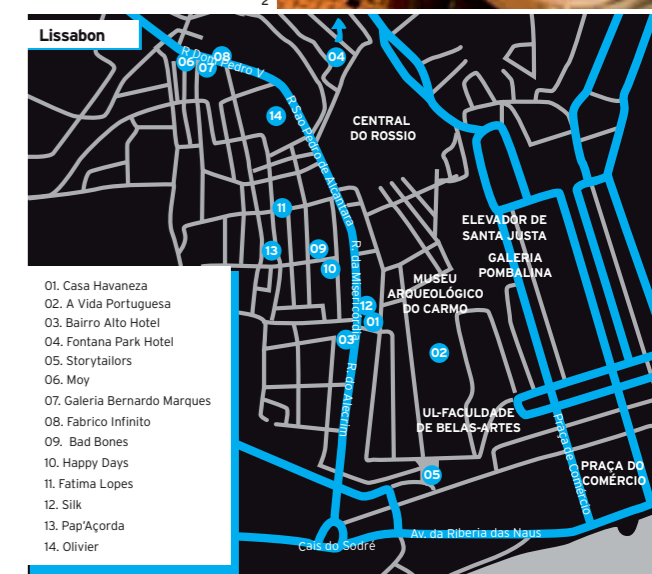 2
Lissabon
R Dom Pedro V
06
07
08
04
14
R Sao Pedro de Alcantara
CENTRAL
DO ROSSIO
11
13
09
10
R. da Misericórdia
ELEVADOR DE
SANTA JUSTA
GALERIA
POMBALINA
MUSEU
ARQUEOLÓGICO
DO CARMO
12
01
03
02
R. do Alecrim
UL-FACULDADE
DE BELAS-ARTES
05
Praça de Comércio
PRAÇA DO
COMÉRCIO
Av. da Riberia das Naus
Cais do Sodré
01. Casa Havaneza
02. A Vida Portuguesa
03. Bairro Alto Hotel
04. Fontana Park Hotel
05. Storytailors
06. Moy
07. Galeria Bernardo Marques
08. Fabrico Infinito
09. Bad Bones
10. Happy Days
11. Fatima Lopes
12. Silk
13. Pap'Açorda
14. Olivier